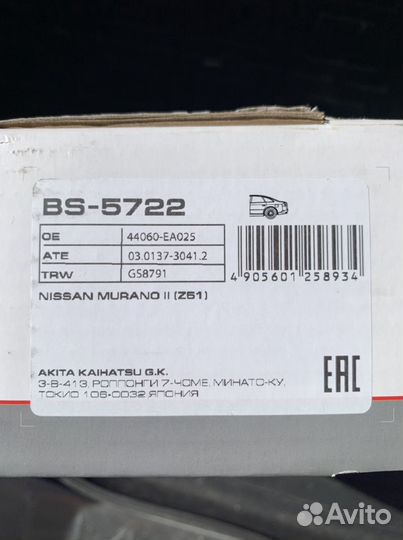 BS-5722
OE 44060-EA025
ATE 03.0137-3041.2
TRW GS8791
4 905601 258934
NISSAN MURANO II (Z51)
AKITA KAIHATSU G.K.
3-8-413, РОППОНГИ 7-ЧОМЕ, МИНАТО-КУ,
ТОКИО 106-0032 ЯПОНИЯ
EAC
Avito